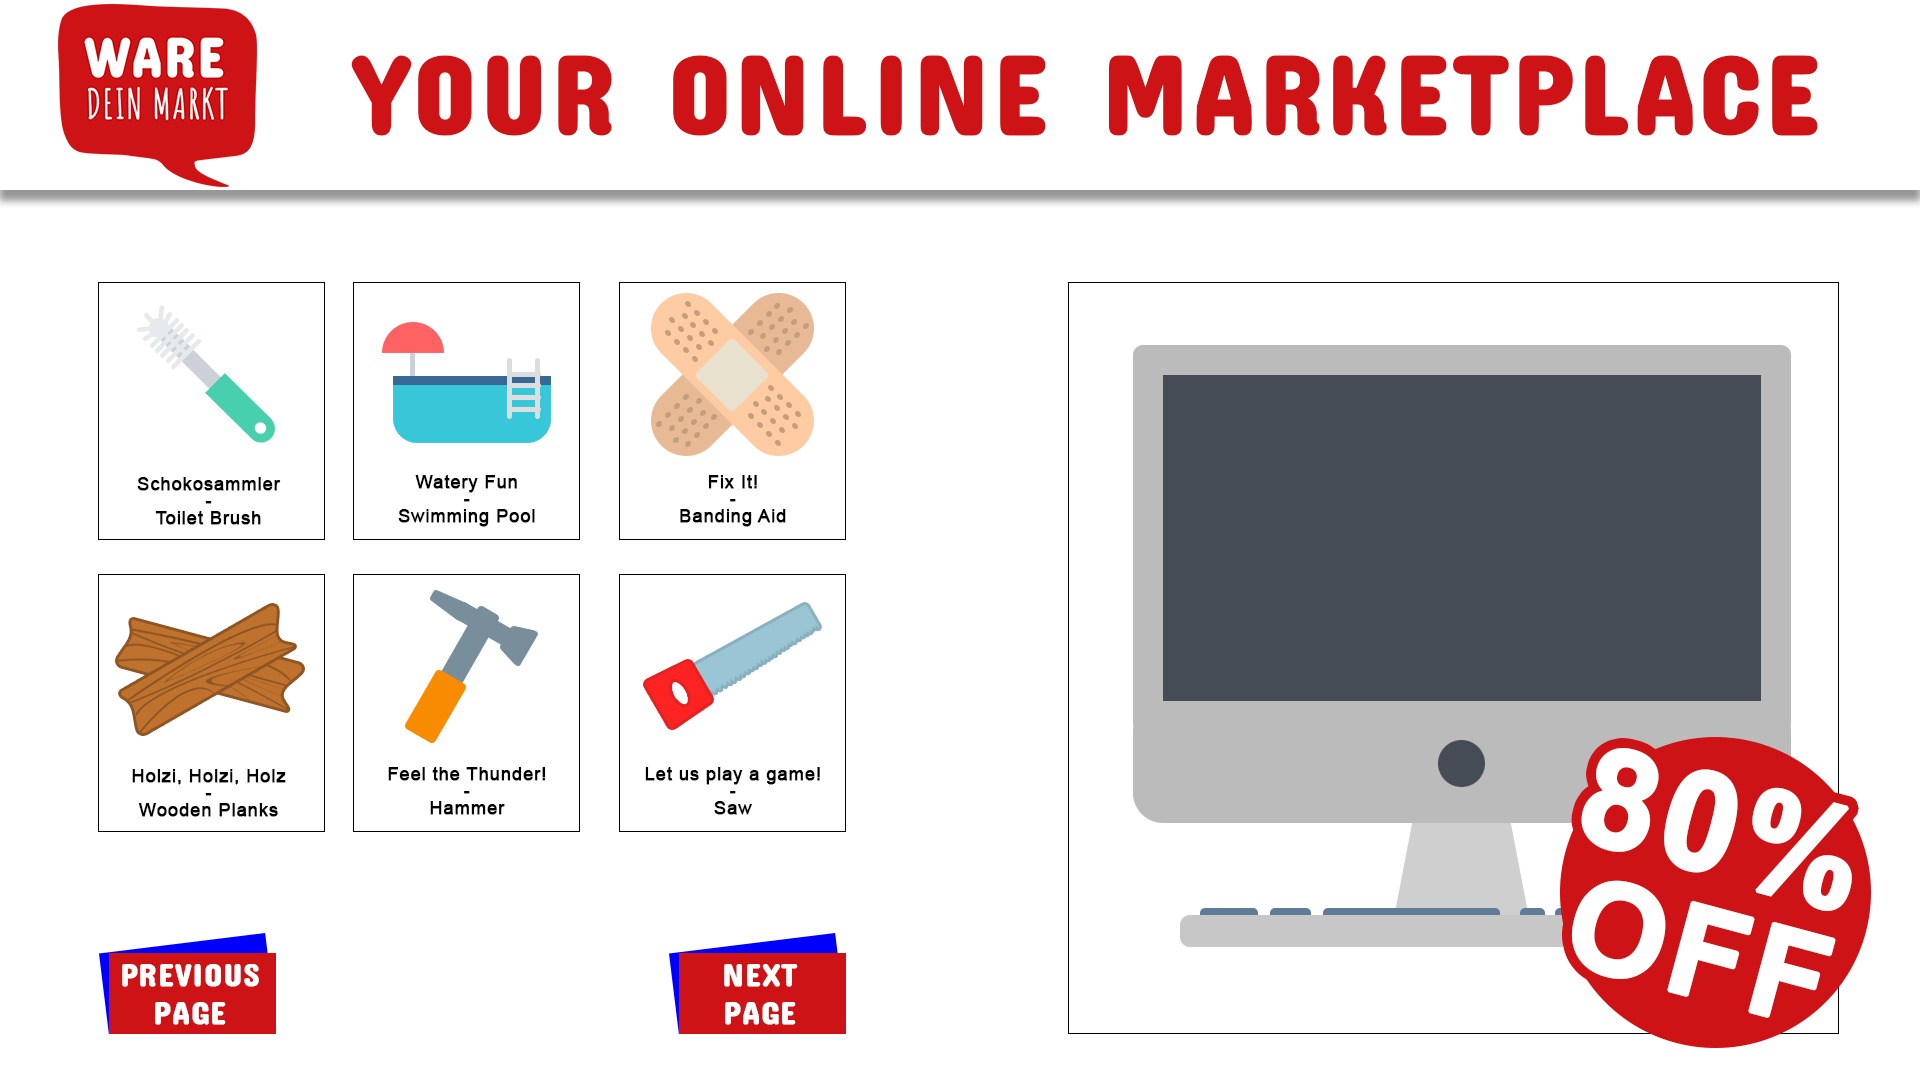 WARE
DEIN MARKT
YOUR ONLINE MARKETPLACE
Schokosammler
-
Toilet Brush
Watery Fun
-
Swimming Pool
Fix It!
-
Banding Aid
Holzi, Holzi, Holz
-
Wooden Planks
Feel the Thunder!
-
Hammer
Let us play a game!
-
Saw
80%
OFF
PREVIOUS
PAGE
NEXT
PAGE